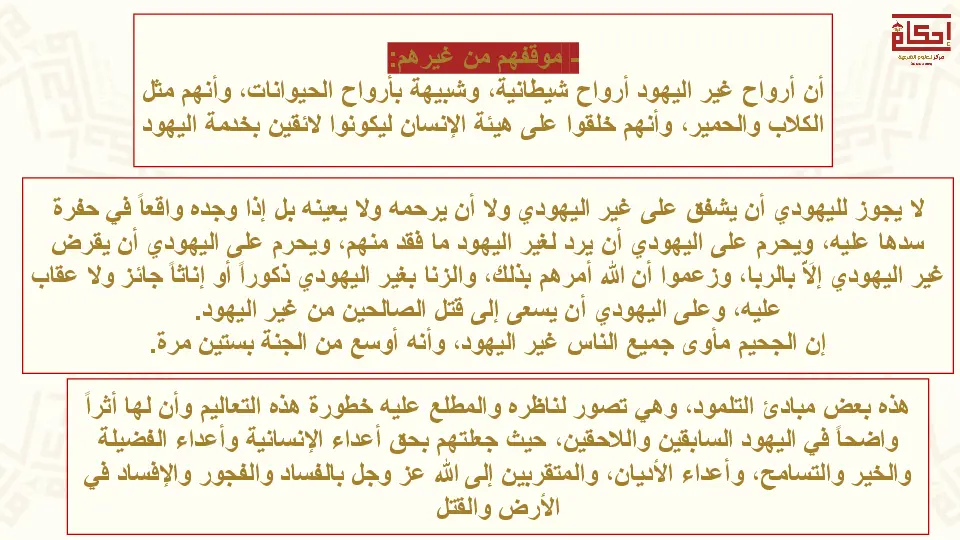 إحكام
مركز للعلوم الشرعية
- موقفهم من غيرهم:
أن أرواح غير اليهود أرواح شيطانية، وشبيهة بأرواح الحيوانات، وأنهم مثل
الكلاب والحمير، وأنهم خلقوا على هيئة الإنسان ليكونوا لائقين بخدمة اليهود
لا يجوز لليهودي أن يشفق على غير اليهودي ولا أن يرحمه ولا يعينه بل إذا وجده واقعاً في حفرة
سدها عليه، ويحرم على اليهودي أن يرد لغير اليهود ما فقد منهم، ويحرم على اليهودي أن يقرض
غير اليهودي إلاّ بالربا، وزعموا أن الله أمرهم بذلك، والزنا بغير اليهودي ذكوراً أو إناثاً جائز ولا عقاب
عليه، وعلى اليهودي أن يسعى إلى قتل الصالحين من غير اليهود.
إن الجحيم مأوى جميع الناس غير اليهود، وأنه أوسع من الجنة بستين مرة.
هذه بعض مبادئ التلمود، وهي تصور لناظره والمطلع عليه خطورة هذه التعاليم وأن لها أثراً
واضحاً في اليهود السابقين واللاحقين، حيث جعلتهم بحق أعداء الإنسانية وأعداء الفضيلة
والخير والتسامح، وأعداء الأديان، والمتقربين إلى الله عز وجل بالفساد والفجور والإفساد في
الأرض والقتل